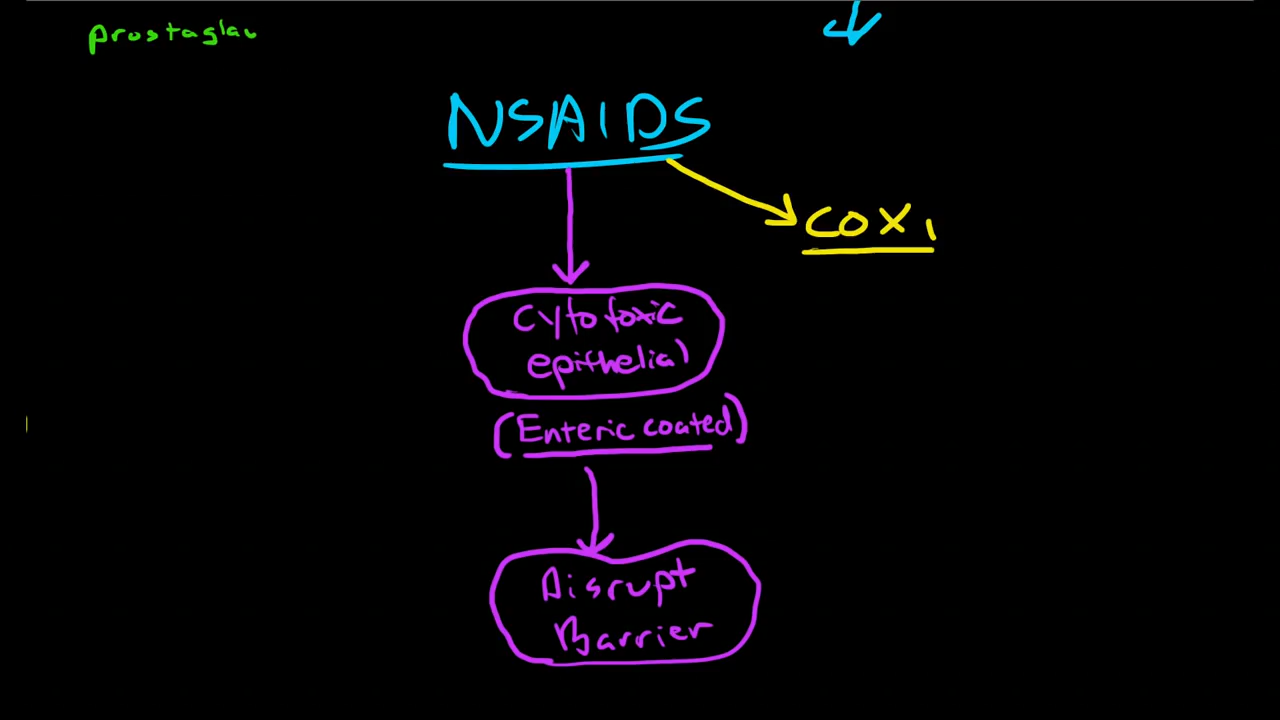 prostaglan
NSAIDS
COX1
Cytotoxic
epithelial
(Enteric coated)
Disrupt
Barrier